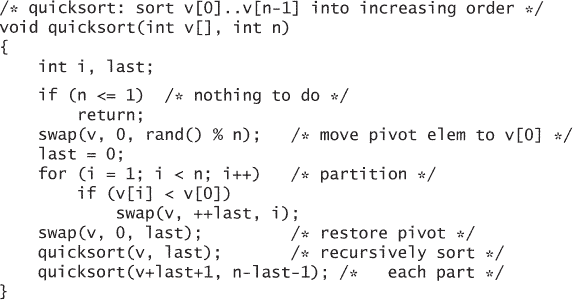 /* quicksort: sort v[0]..v[n-1] into increasing order */
void quicksort(int v[], int n)
{
    int i, last;
    if (n <= 1)  /* nothing to do */
        return;
    swap(v, 0, rand() % n);   /* move pivot elem to v[0] */
    last = 0;
    for (i = 1; i < n; i++)   /* partition */
        if (v[i] < v[0])
            swap(v, ++last, i);
    swap(v, 0, last);         /* restore pivot */
    quicksort(v, last);       /* recursively sort */
    quicksort(v+last+1, n-last-1); /*   each part */
}